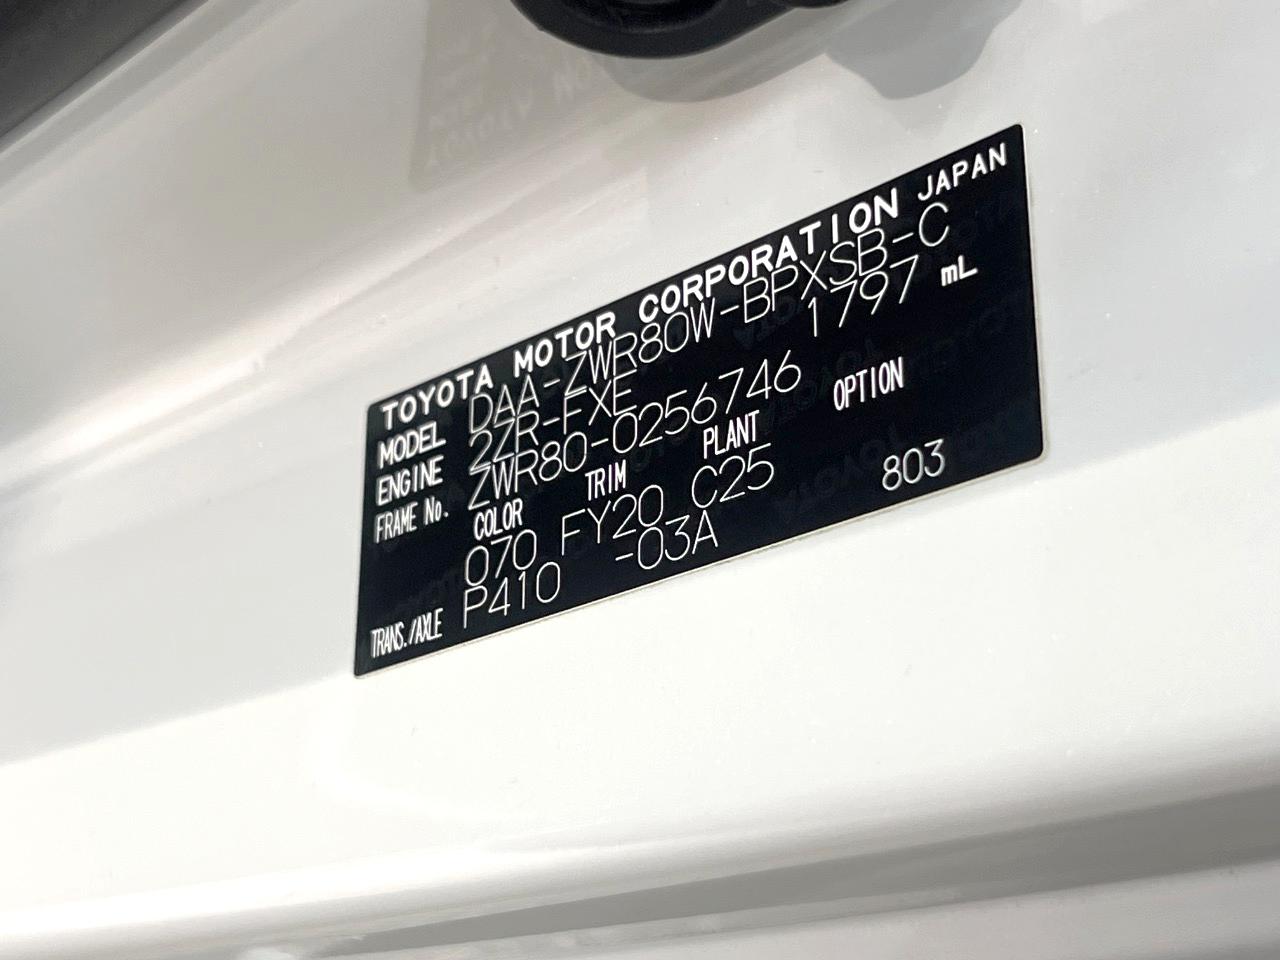 TOYOTA MOTOR CORPORATION JAPAN
MODEL DAA-ZWR80W-BPXSB-C
ENGINE 2ZR-FXE 1797 mL
FRAME No. ZWR80-0256746
COLOR TRIM PLANT OPTION
070 FY20 C25 803
TRANS./AXLE P410 -03A